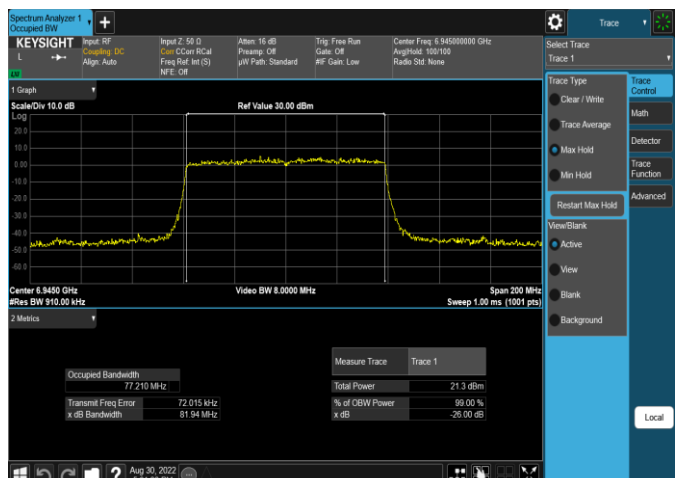 Spectrum Analyzer 1
Occupied BW
Trace
KEYSIGHT
L
Input: RF
Coupling: DC
Align: Auto
Input Z: 50 Ω
Corr CCorr RCal
Freq Ref: Int (S)
NFE: Off
Atten: 16 dB
Preamp: Off
µW Path: Standard
Trig: Free Run
Gate: Off
#IF Gain: Low
Center Freq: 6.945000000 GHz
Avg|Hold: 100/100
Radio Std: None
Select Trace
Trace 1
1 Graph
Scale/Div 10.0 dB
Ref Value 30.00 dBm
Log
20.0
10.0
0.00
-10.0
-20.0
-30.0
-40.0
-50.0
-60.0
Center 6.9450 GHz
#Res BW 910.00 kHz
Video BW 8.0000 MHz
Span 200 MHz
Sweep 1.00 ms (1001 pts)
2 Metrics
Occupied Bandwidth
77.210 MHz
Transmit Freq Error 72.015 kHz
x dB Bandwidth 81.94 MHz
Measure Trace Trace 1
Total Power 21.3 dBm
% of OBW Power 99.00 %
x dB -26.00 dB
Trace Type
Clear / Write
Trace Average
Max Hold
Min Hold
Restart Max Hold
View/Blank
Active
View
Blank
Background
Trace
Control
Math
Detector
Trace
Function
Advanced
Local
Aug 30, 2022